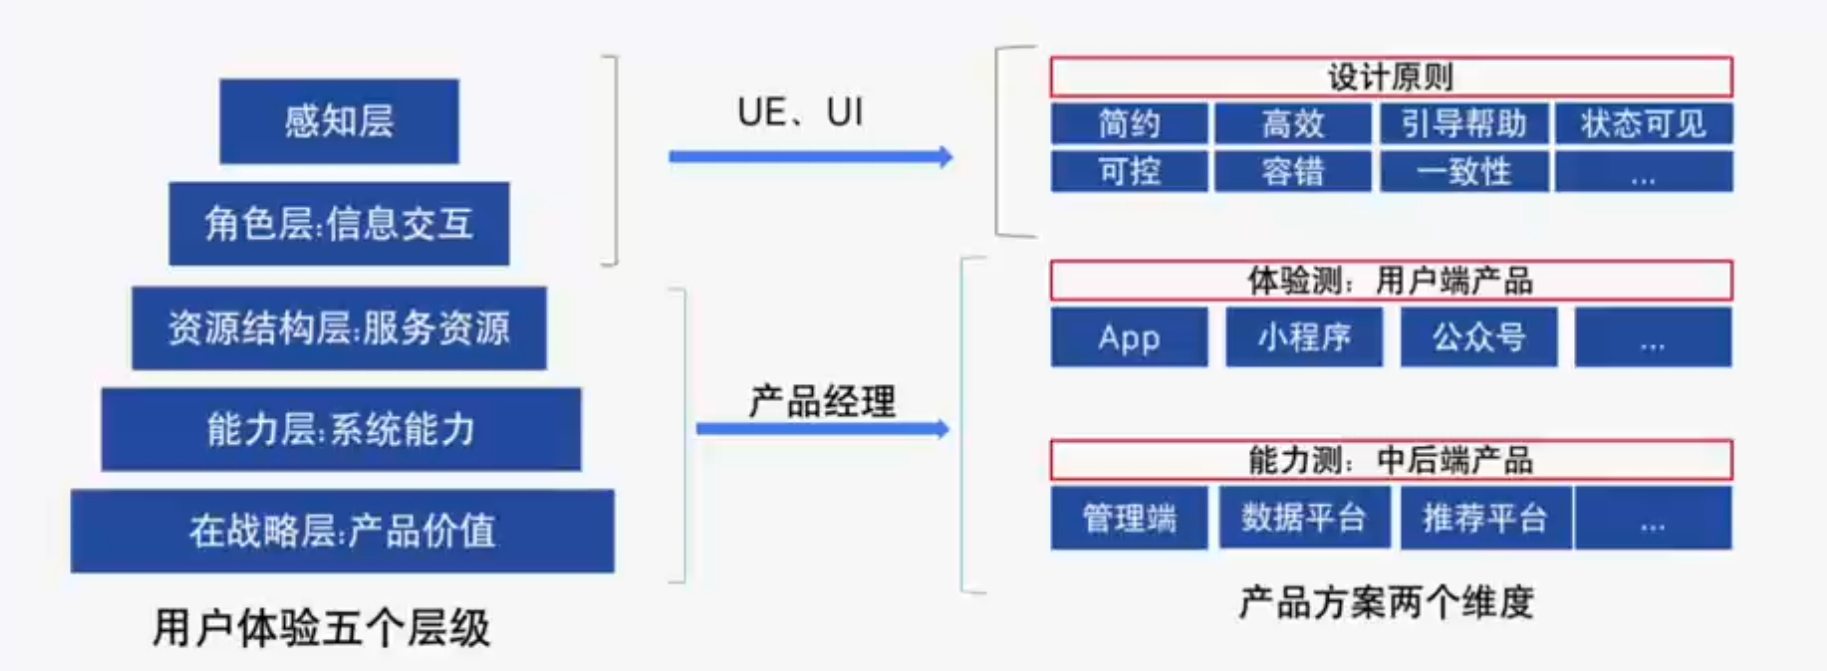 感知层
角色层:信息交互
资源结构层:服务资源
能力层:系统能力
在战略层:产品价值
用户体验五个层级
UE、UI
产品经理
设计原则
简约 高效 引导帮助 状态可见
可控 容错 一致性 ...
体验测：用户端产品
App 小程序 公众号 ...
能力测：中后端产品
管理端 数据平台 推荐平台 ...
产品方案两个维度